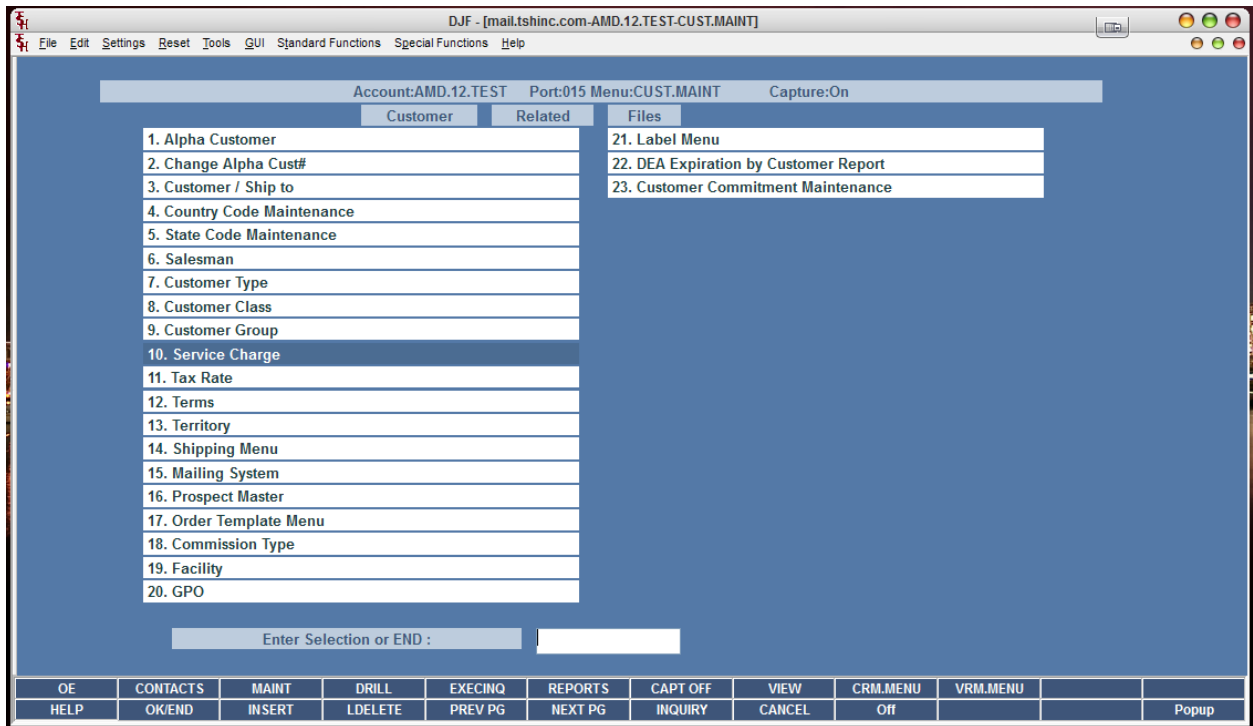 DJF - [mail.tshinc.com-AMD.12.TEST-CUST.MAINT]
File Edit Settings Reset Tools GUI Standard Functions Special Functions Help
Account:AMD.12.TEST Port:015 Menu:CUST.MAINT Capture:On
Customer Related Files
1. Alpha Customer 21. Label Menu
2. Change Alpha Cust# 22. DEA Expiration by Customer Report
3. Customer / Ship to 23. Customer Commitment Maintenance
4. Country Code Maintenance
5. State Code Maintenance
6. Salesman
7. Customer Type
8. Customer Class
9. Customer Group
10. Service Charge
11. Tax Rate
12. Terms
13. Territory
14. Shipping Menu
15. Mailing System
16. Prospect Master
17. Order Template Menu
18. Commission Type
19. Facility
20. GPO
Enter Selection or END :
OE CONTACTS MAINT DRILL EXECINQ REPORTS CAPT OFF VIEW CRM.MENU VRM.MENU
HELP OK/END INSERT LDELETE PREV PG NEXT PG INQUIRY CANCEL Off Popup